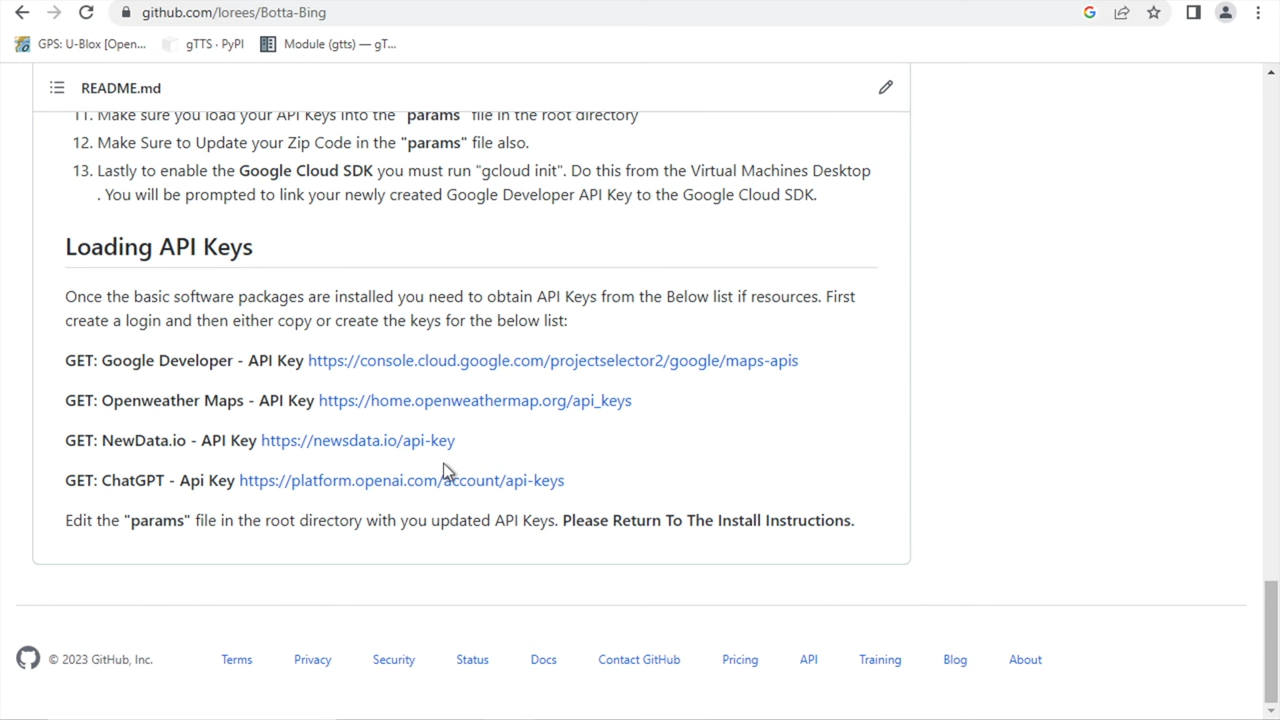 github.com/lorees/Botta-Bing
GPS: U-Blox [Open... gTTS · PyPI Module (gtts) — gT...
README.md
11. Make sure you load your API Keys into the "params" file in the root directory
12. Make Sure to Update your Zip Code in the "params" file also.
13. Lastly to enable the Google Cloud SDK you must run "gcloud init". Do this from the Virtual Machines Desktop
. You will be prompted to link your newly created Google Developer API Key to the Google Cloud SDK.
Loading API Keys
Once the basic software packages are installed you need to obtain API Keys from the Below list if resources. First
create a login and then either copy or create the keys for the below list:
GET: Google Developer - API Key https://console.cloud.google.com/projectselector2/google/maps-apis
GET: Openweather Maps - API Key https://home.openweathermap.org/api_keys
GET: NewData.io - API Key https://newsdata.io/api-key
GET: ChatGPT - Api Key https://platform.openai.com/account/api-keys
Edit the "params" file in the root directory with you updated API Keys. Please Return To The Install Instructions.
© 2023 GitHub, Inc. Terms Privacy Security Status Docs Contact GitHub Pricing API Training Blog About